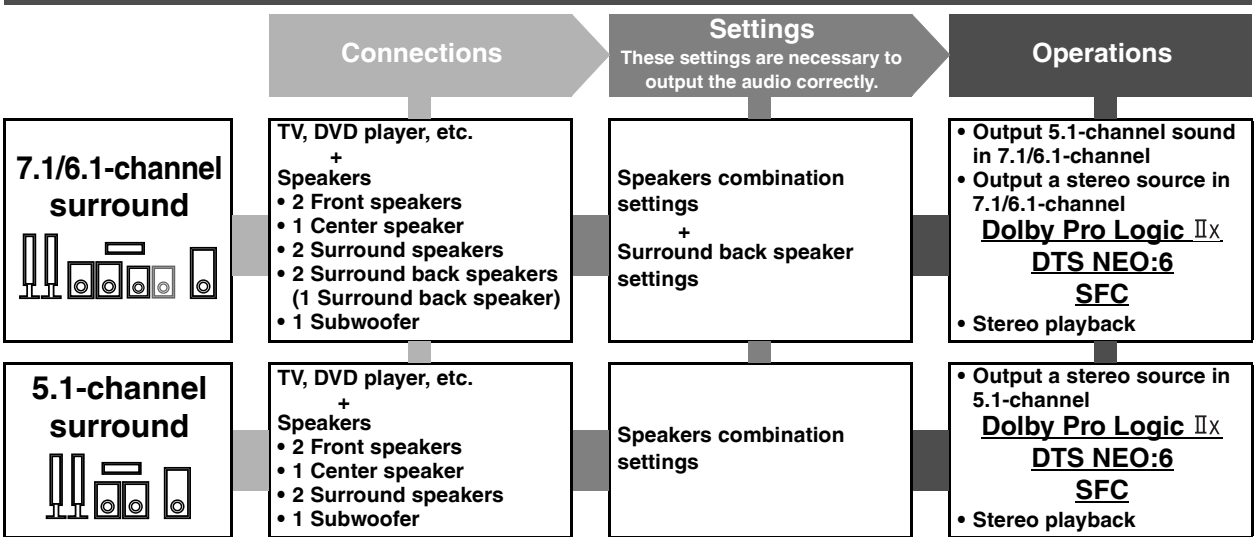 Connections
Settings
These settings are necessary to
output the audio correctly.
Operations
7.1/6.1-channel
surround
TV, DVD player, etc.
+
Speakers
• 2 Front speakers
• 1 Center speaker
• 2 Surround speakers
• 2 Surround back speakers
(1 Surround back speaker)
• 1 Subwoofer
Speakers combination
settings
+
Surround back speaker
settings
• Output 5.1-channel sound
in 7.1/6.1-channel
• Output a stereo source in
7.1/6.1-channel
Dolby Pro Logic Ⅱx
DTS NEO:6
SFC
• Stereo playback
5.1-channel
surround
TV, DVD player, etc.
+
Speakers
• 2 Front speakers
• 1 Center speaker
• 2 Surround speakers
• 1 Subwoofer
Speakers combination
settings
• Output a stereo source in
5.1-channel
Dolby Pro Logic Ⅱx
DTS NEO:6
SFC
• Stereo playback